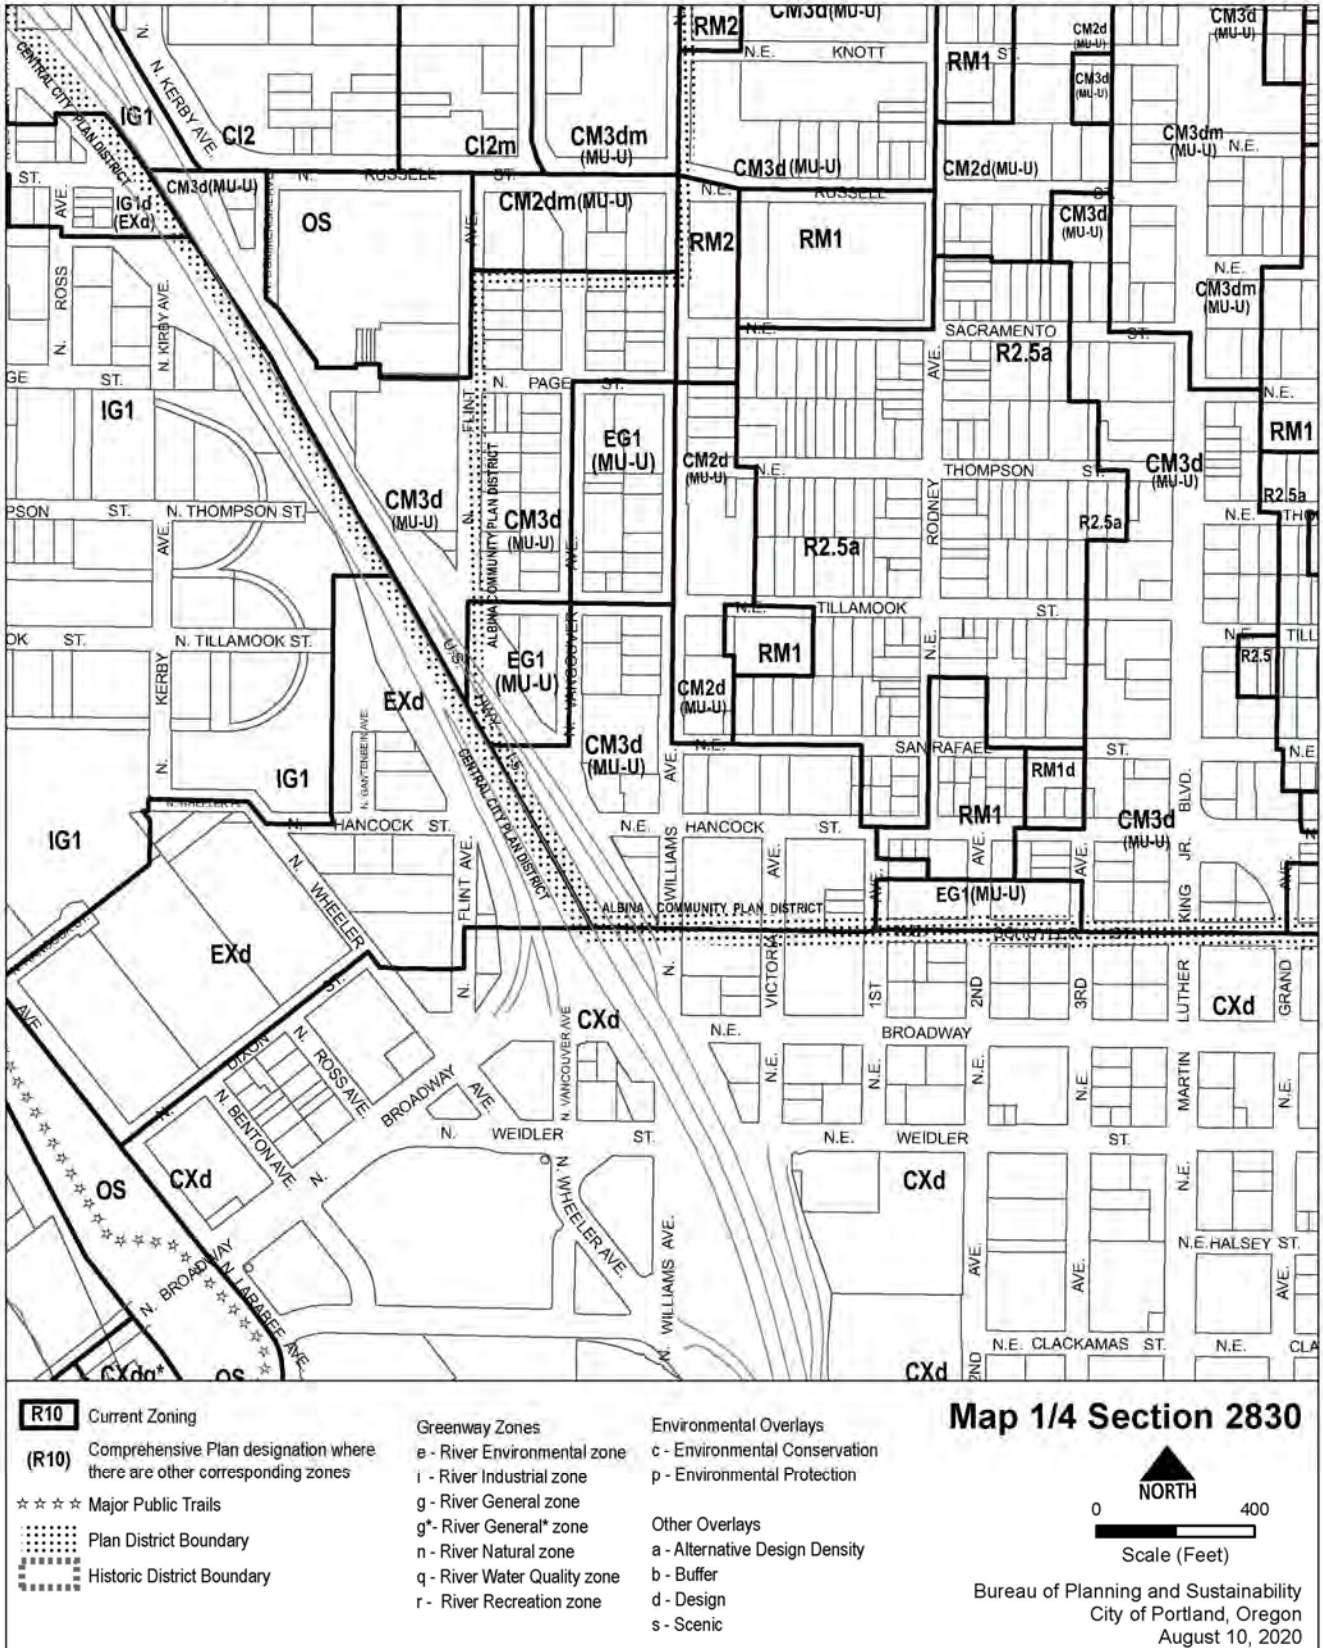 CM3d(MU-U)
RM2
N.E. KNOTT ST.
CM2d
(MU-U)
CM3d
(MU-U)
RM1
CM3d
(MU-U)
N.
N. KERBY AVE.
CENTRAL CITY PLAN DISTRICT
IG1
CI2
CI2m
CM3dm
(MU-U)
CM3d(MU-U)
CM2d(MU-U)
CM3dm
(MU-U)
N.E.
ST.
AVE.
IG1d
(EXd)
CM3d(MU-U)
N. RUSSELL ST.
OS
AVE.
CM2dm(MU-U)
N.E. RUSSELL ST.
RM2
RM1
CM3d
(MU-U)
N.E.
CM3dm
(MU-U)
N. ROSS
N. KIRBY AVE.
N.E. SACRAMENTO ST.
R2.5a
AVE.
GE ST.
IG1
N. PAGE ST.
FLINT
N.
N.E.
RM1
EG1
(MU-U)
CM2d
(MU-U)
N.E. THOMPSON ST.
CM3d
(MU-U)
R2.5a
CM3d
(MU-U)
ALBINA COMMUNITY PLAN DISTRICT
CM3d
(MU-U)
AVE.
RODNEY
R2.5a
R2.5a
N.E. THO
PSON ST. N. THOMPSON ST.
AVE.
N.E. TILLAMOOK ST.
N.E.
OK ST. N. TILLAMOOK ST.
N.E. TILL
R2.5
RM1
EG1
(MU-U)
N. VANCOUVER
U.S. HWY. I-5
EXd
KERBY
N.
CM2d
(MU-U)
CM3d
(MU-U)
AVE.
N.E. SAN RAFAEL ST.
N.E.
RM1d
N. GANTENBEIN AVE.
IG1
CENTRAL CITY PLAN DISTRICT
N. WHEELER PL.
N. HANCOCK ST.
N.E. HANCOCK ST.
WILLIAMS
RM1
CM3d
(MU-U)
BLVD.
IG1
N. WHEELER
FLINT AVE.
N.
AVE.
AVE.
AVE.
AVE.
JR.
AVE.
EG1(MU-U)
KING
ALBINA COMMUNITY PLAN DISTRICT
EXd
N.
VICTORIA
1ST
2ND
3RD
LUTHER
CXd
GRAND
ST.
AVE
CXd
N.E. BROADWAY
N. DIXON
N. ROSS AVE.
N. BENTON AVE.
BROADWAY AVE.
N. VANCOUVER AVE
N.E.
N.E.
N.E.
N.E.
MARTIN
N.E.
N. WEIDLER ST.
N.E. WEIDLER ST.
CXd
OS
N.
N. WHEELER AVE.
CXd
N.E.
N. WILLIAMS AVE.
AVE.
AVE.
N.E. HALSEY ST.
AVE.
N. BROADWAY
N. LARABEE AVE.
N.E. CLACKAMAS ST.
N.E. CLA
CXdg*
OS
CXd
2ND
Map 1/4 Section 2830
R10 Current Zoning
(R10) Comprehensive Plan designation where
there are other corresponding zones
Major Public Trails
Plan District Boundary
Historic District Boundary
Greenway Zones
e - River Environmental zone
i - River Industrial zone
g - River General zone
g*- River General* zone
n - River Natural zone
q - River Water Quality zone
r - River Recreation zone
Environmental Overlays
c - Environmental Conservation
p - Environmental Protection
Other Overlays
a - Alternative Design Density
b - Buffer
d - Design
s - Scenic
NORTH
0 400
Scale (Feet)
Bureau of Planning and Sustainability
City of Portland, Oregon
August 10, 2020